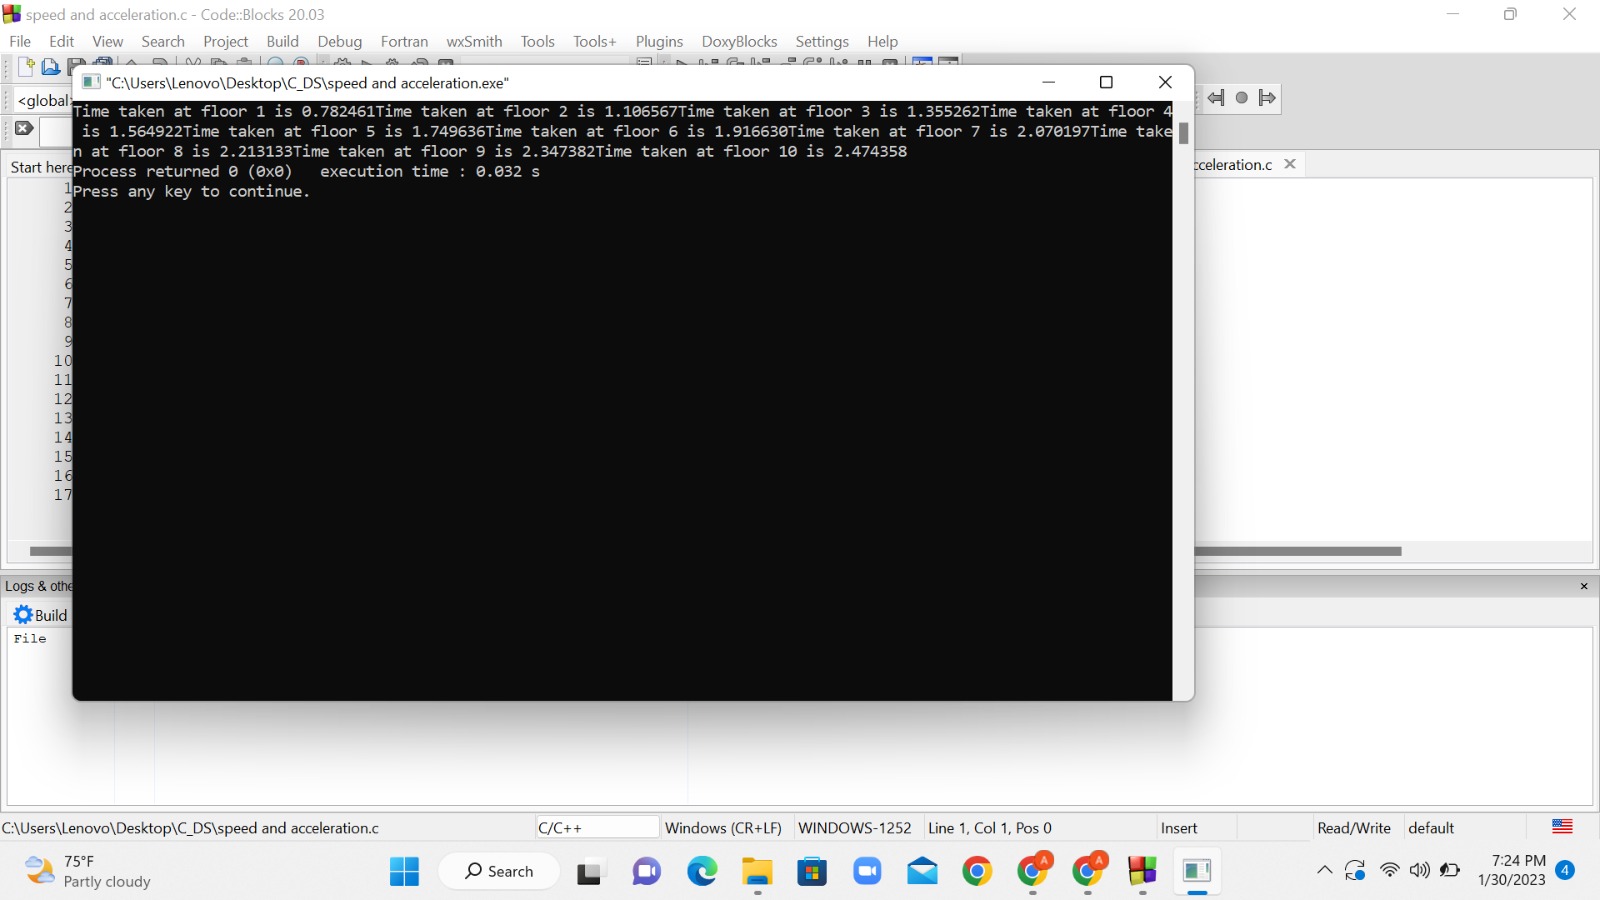 speed and acceleration.c - Code::Blocks 20.03
File Edit View Search Project Build Debug Fortran wxSmith Tools Tools+ Plugins DoxyBlocks Settings Help
"C:\Users\Lenovo\Desktop\C_DS\speed and acceleration.exe"
<global>
Time taken at floor 1 is 0.782461Time taken at floor 2 is 1.106567Time taken at floor 3 is 1.355262Time taken at floor 4
is 1.564922Time taken at floor 5 is 1.749636Time taken at floor 6 is 1.916630Time taken at floor 7 is 2.070197Time take
n at floor 8 is 2.213133Time taken at floor 9 is 2.347382Time taken at floor 10 is 2.474358
Process returned 0 (0x0) execution time : 0.032 s
Press any key to continue.
Start here
cceleration.c
1
2
3
4
5
6
7
8
9
10
11
12
13
14
15
16
17
Logs & othe
Build
File
C:\Users\Lenovo\Desktop\C_DS\speed and acceleration.c C/C++ Windows (CR+LF) WINDOWS-1252 Line 1, Col 1, Pos 0 Insert Read/Write default
75°F
Partly cloudy
Search
A
A
7:24 PM
1/30/2023
4